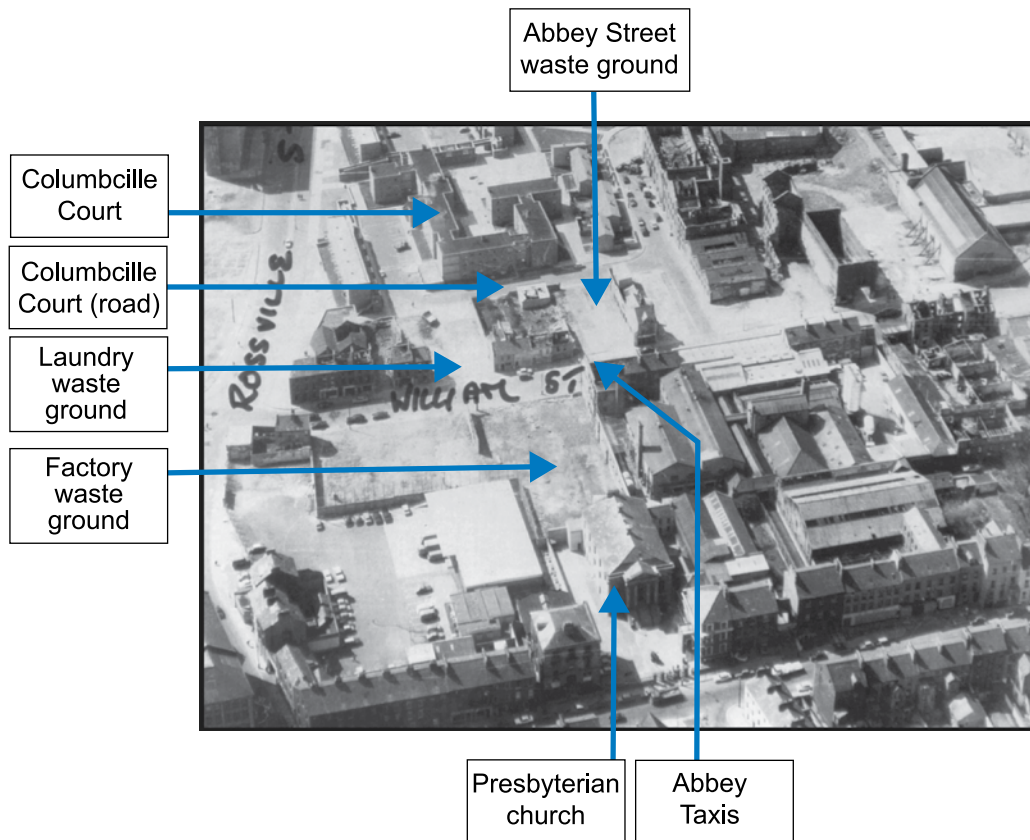 Abbey Street
waste ground
Columbcille
Court
Columbcille
Court (road)
Laundry
waste
ground
Factory
waste
ground
ROSSVILLE
WILLIAM ST
Presbyterian
church
Abbey
Taxis